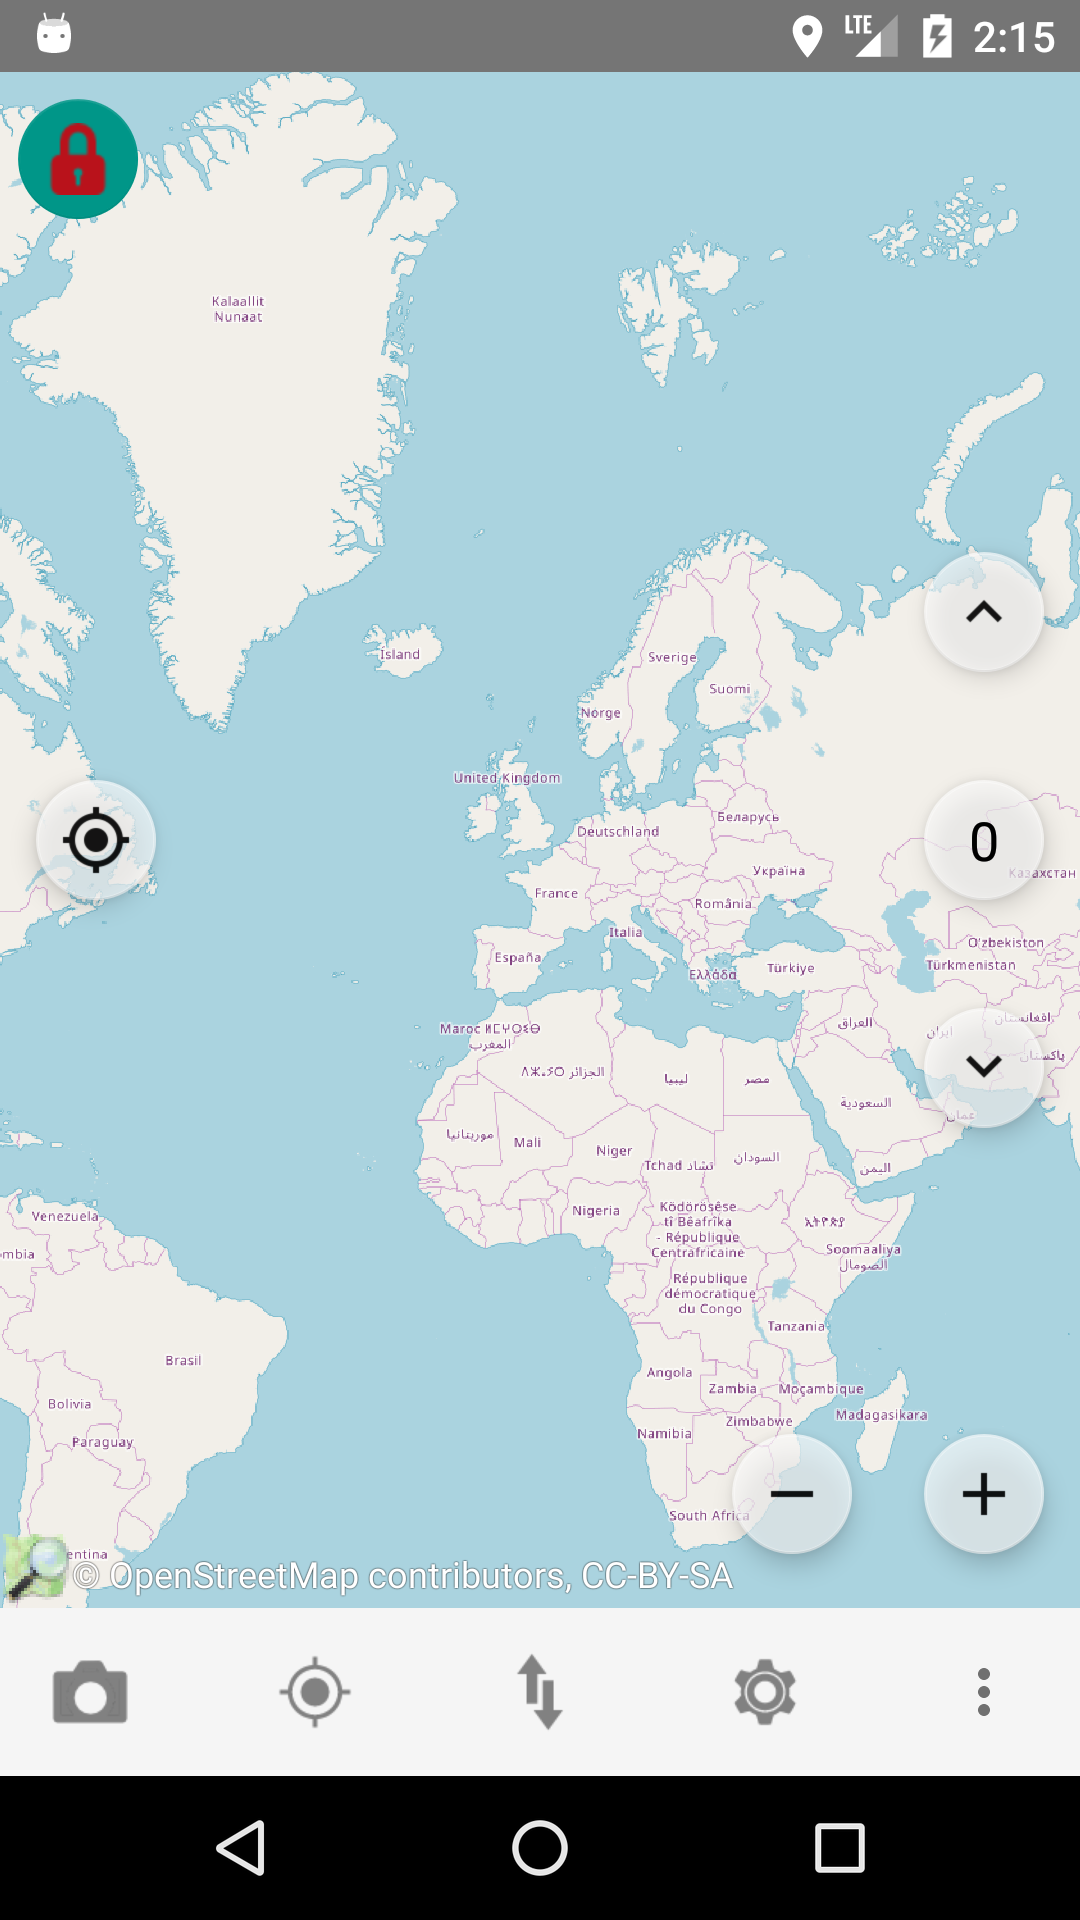 LTE 2:15
Kalaallit
Nunaat
Island
Sverige
Suomi
Norge
United Kingdom
Deutschland
Беларусь
Україна
Казахстан
0
France
România
Italia
Oʻzbekiston
España
Ελλάδα
Türkiye
Türkmenistan
افغانستان
العراق
ایران
Maroc ⵍⵎⵖⵔⵉⴱ
المغرب
پاکستان
ⴷⵣⴰⵢⵔ الجزائر
ليبيا
مصر
السعودية
عمان
موريتانيا
Mali
Niger
Tchad تشاد
السودان
اليمن
Venezuela
Nigeria
Ködörösêse
tî Bêafrîka
- République
Centrafricaine
ኢትዮጵያ
mbia
Soomaaliya
الصومال
République
démocratique
du Congo
Tanzania
Brasil
Angola
Zambia
Moçambique
Bolivia
Madagasikara
Zimbabwe
Paraguay
Namibia
South Africa
entina
© OpenStreetMap contributors, CC-BY-SA